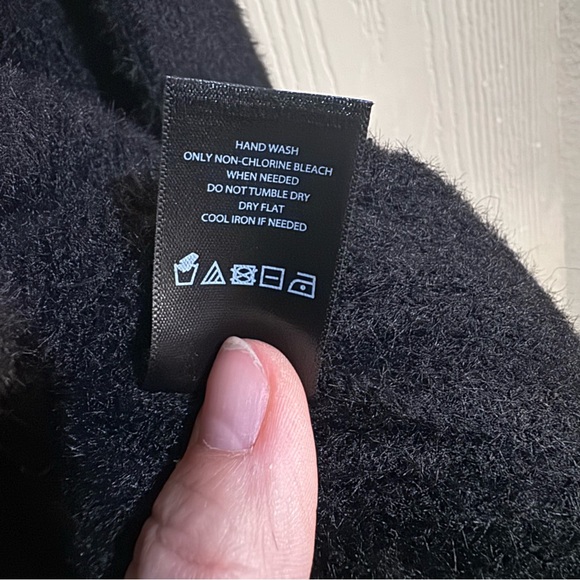 HAND WASH
ONLY NON-CHLORINE BLEACH
WHEN NEEDED
DO NOT TUMBLE DRY
DRY FLAT
COOL IRON IF NEEDED